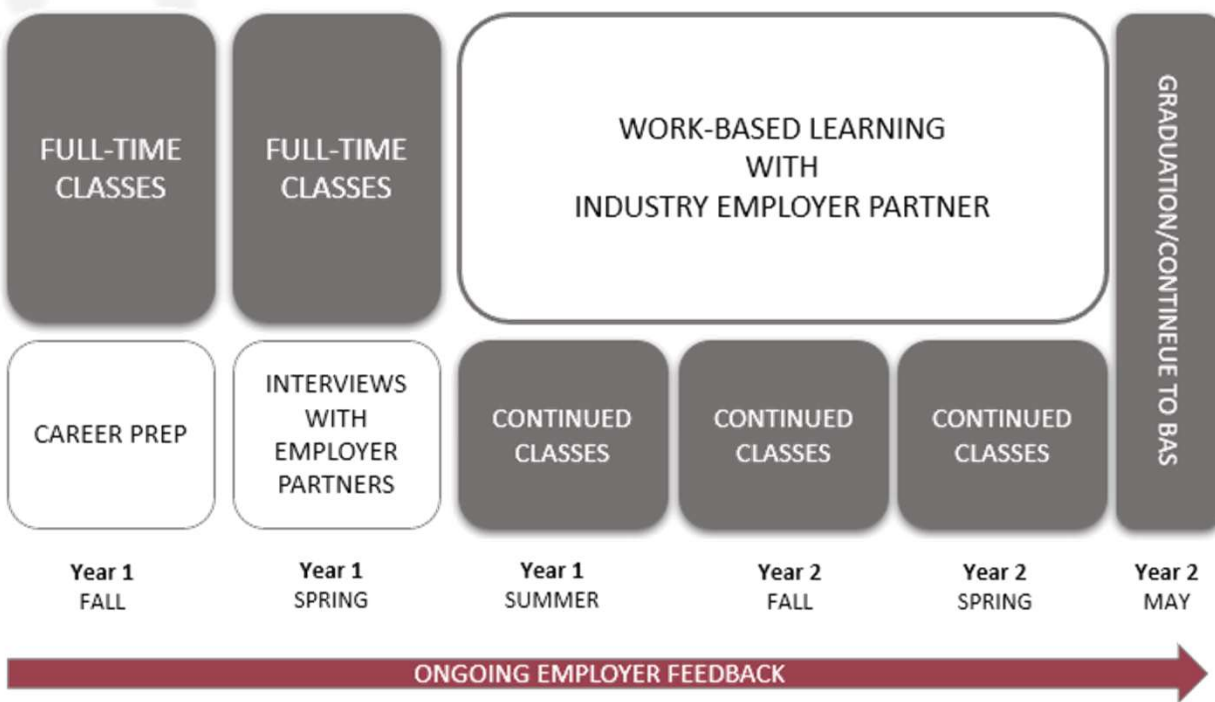 FULL-TIME
CLASSES
FULL-TIME
CLASSES
WORK-BASED LEARNING
WITH
INDUSTRY EMPLOYER PARTNER
GRADUATION/CONTINEUE TO BAS
CAREER PREP
INTERVIEWS
WITH
EMPLOYER
PARTNERS
CONTINUED
CLASSES
CONTINUED
CLASSES
CONTINUED
CLASSES
Year 1
FALL
Year 1
SPRING
Year 1
SUMMER
Year 2
FALL
Year 2
SPRING
Year 2
MAY
ONGOING EMPLOYER FEEDBACK